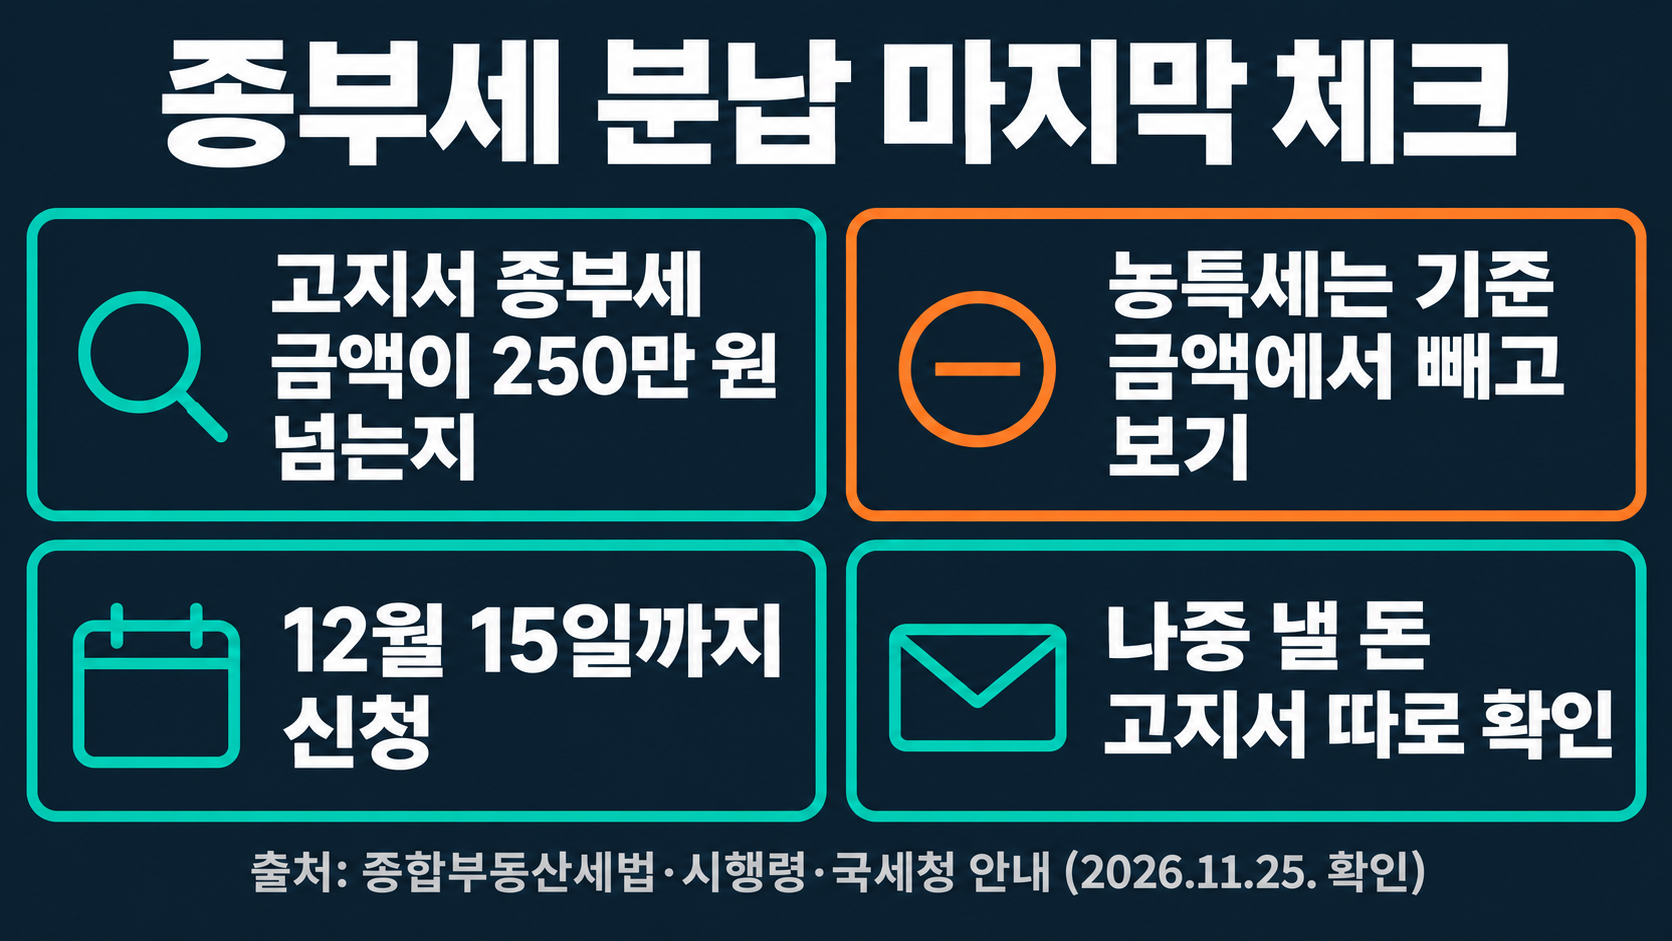 종부세 분납 마지막 체크
고지서 종부세
금액이 250만 원
넘는지
농특세는 기준
금액에서 빼고
보기
12월 15일까지
신청
나중 낼 돈
고지서 따로 확인
출처: 종합부동산세법·시행령·국세청 안내 (2026.11.25. 확인)